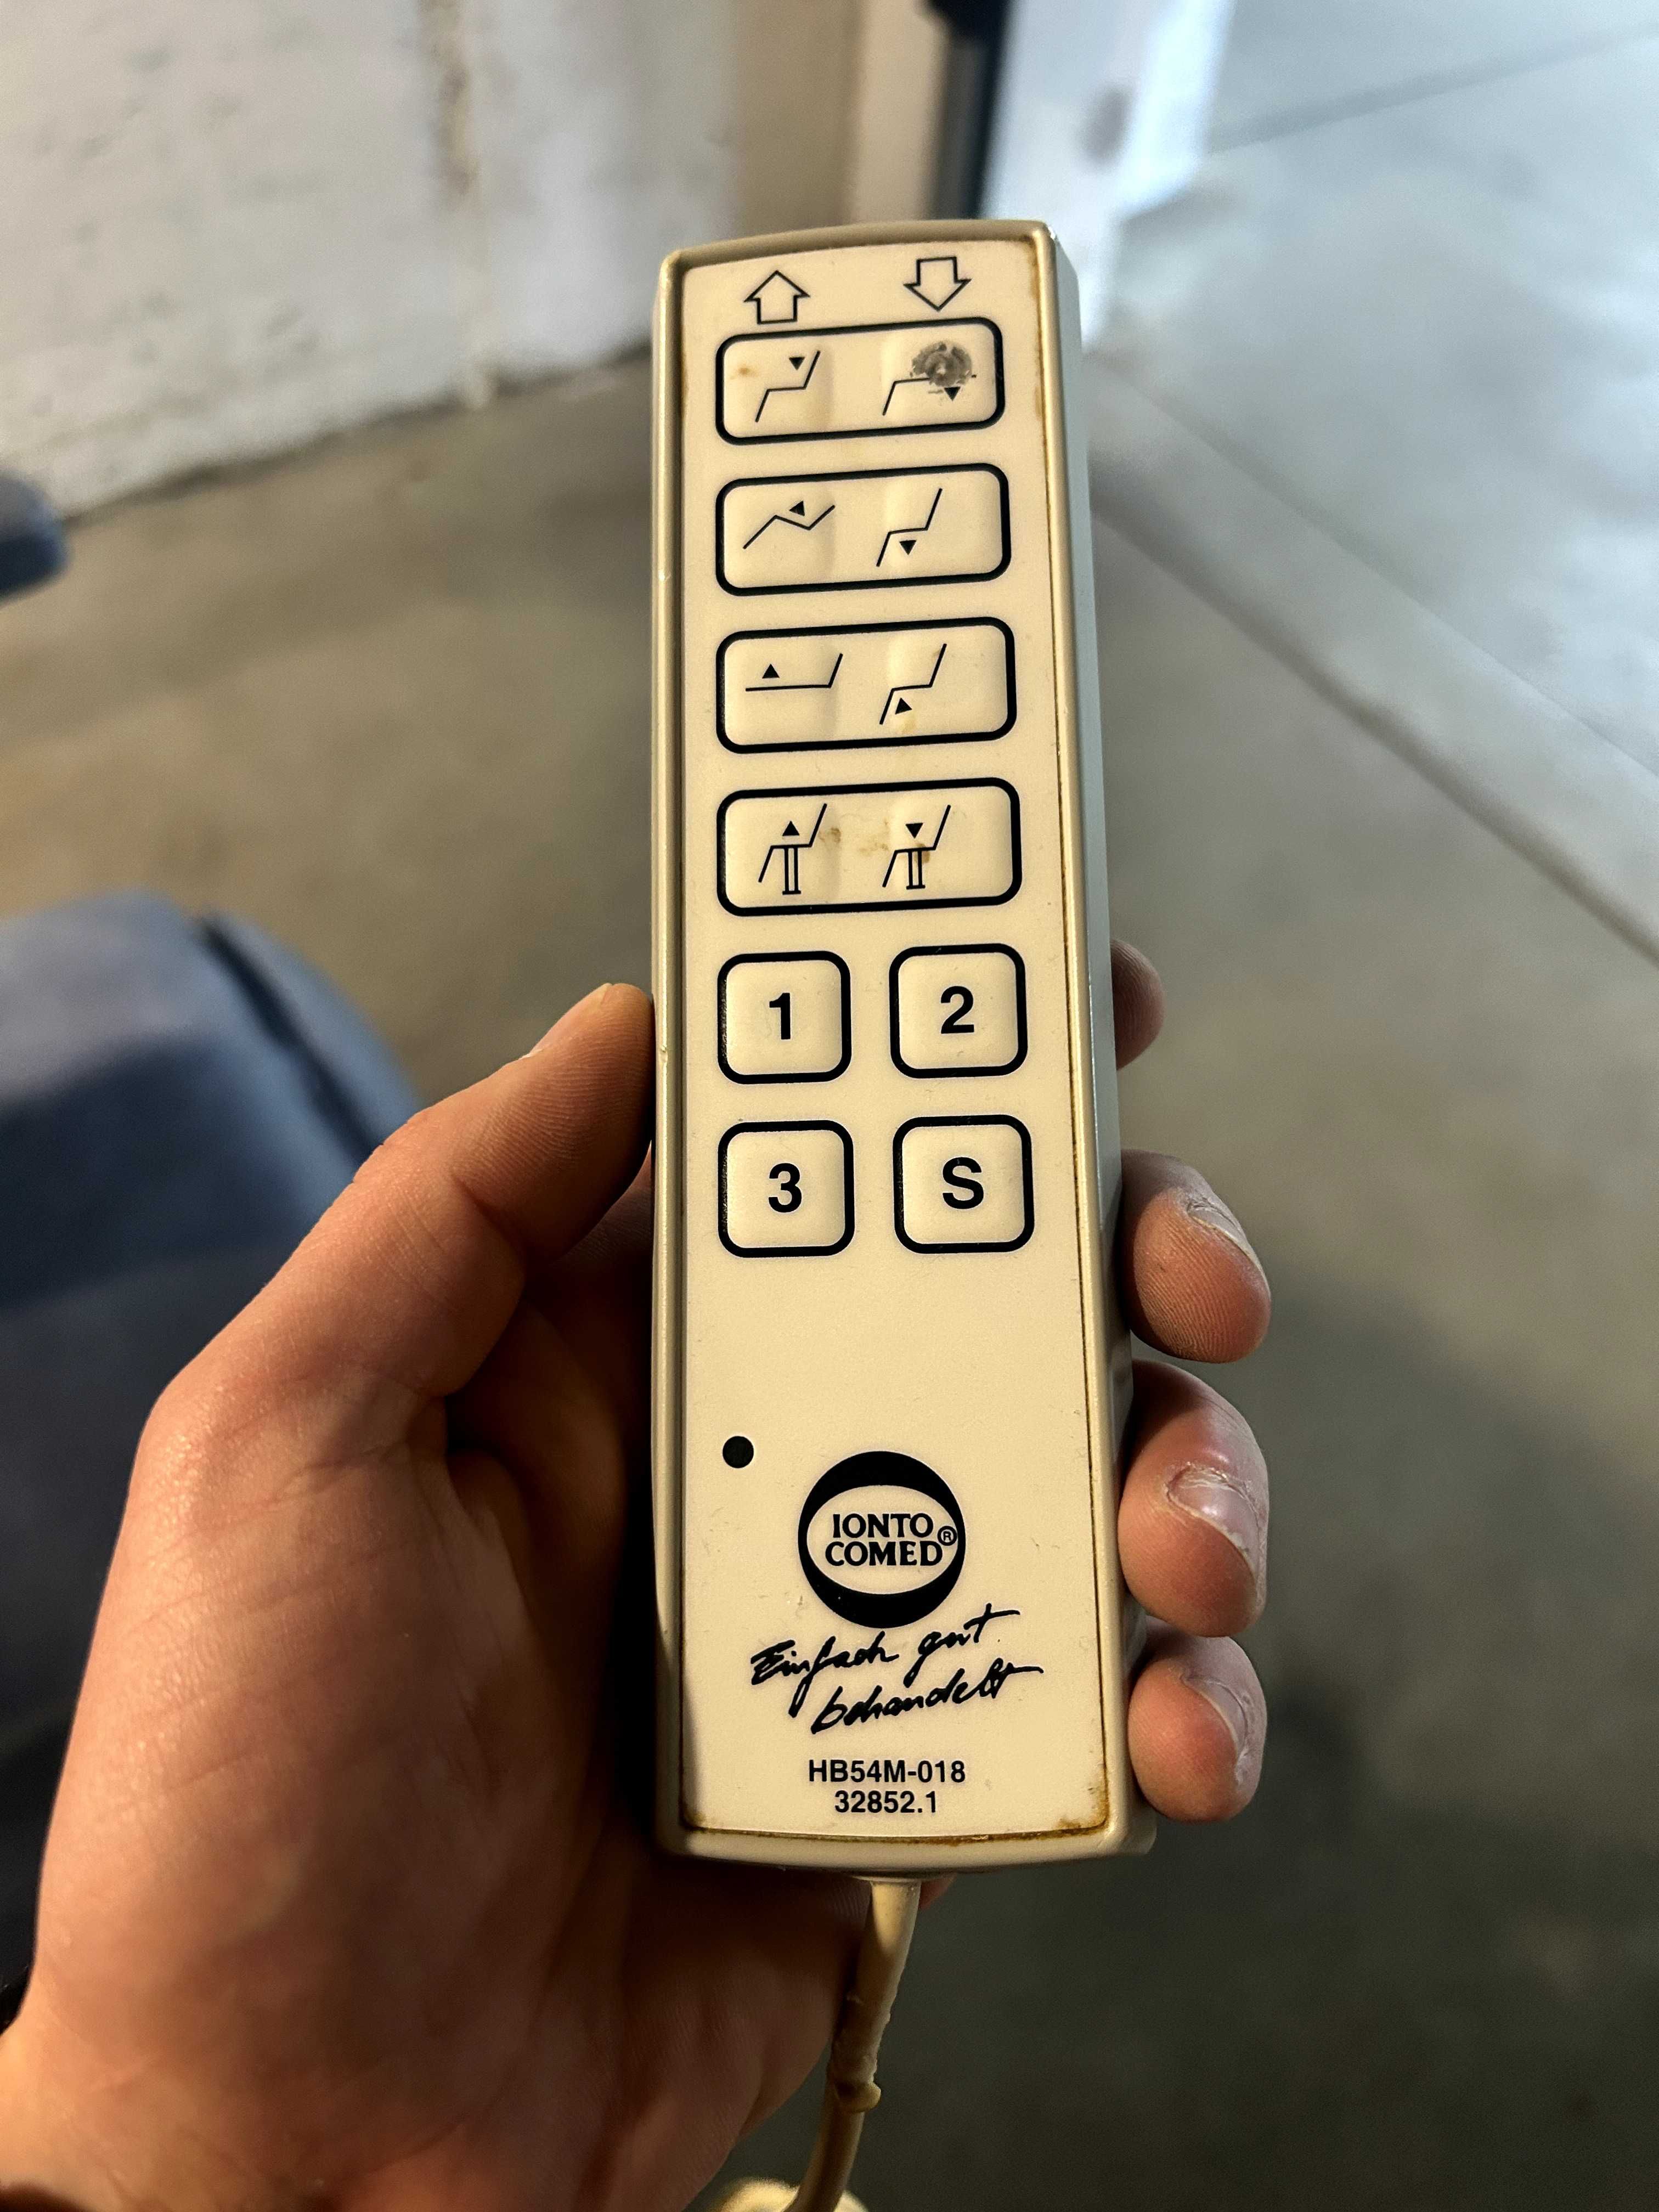 1
2
3
S
IONTO
COMED®
Einfach gut
behandelt
HB54M-018
32852.1